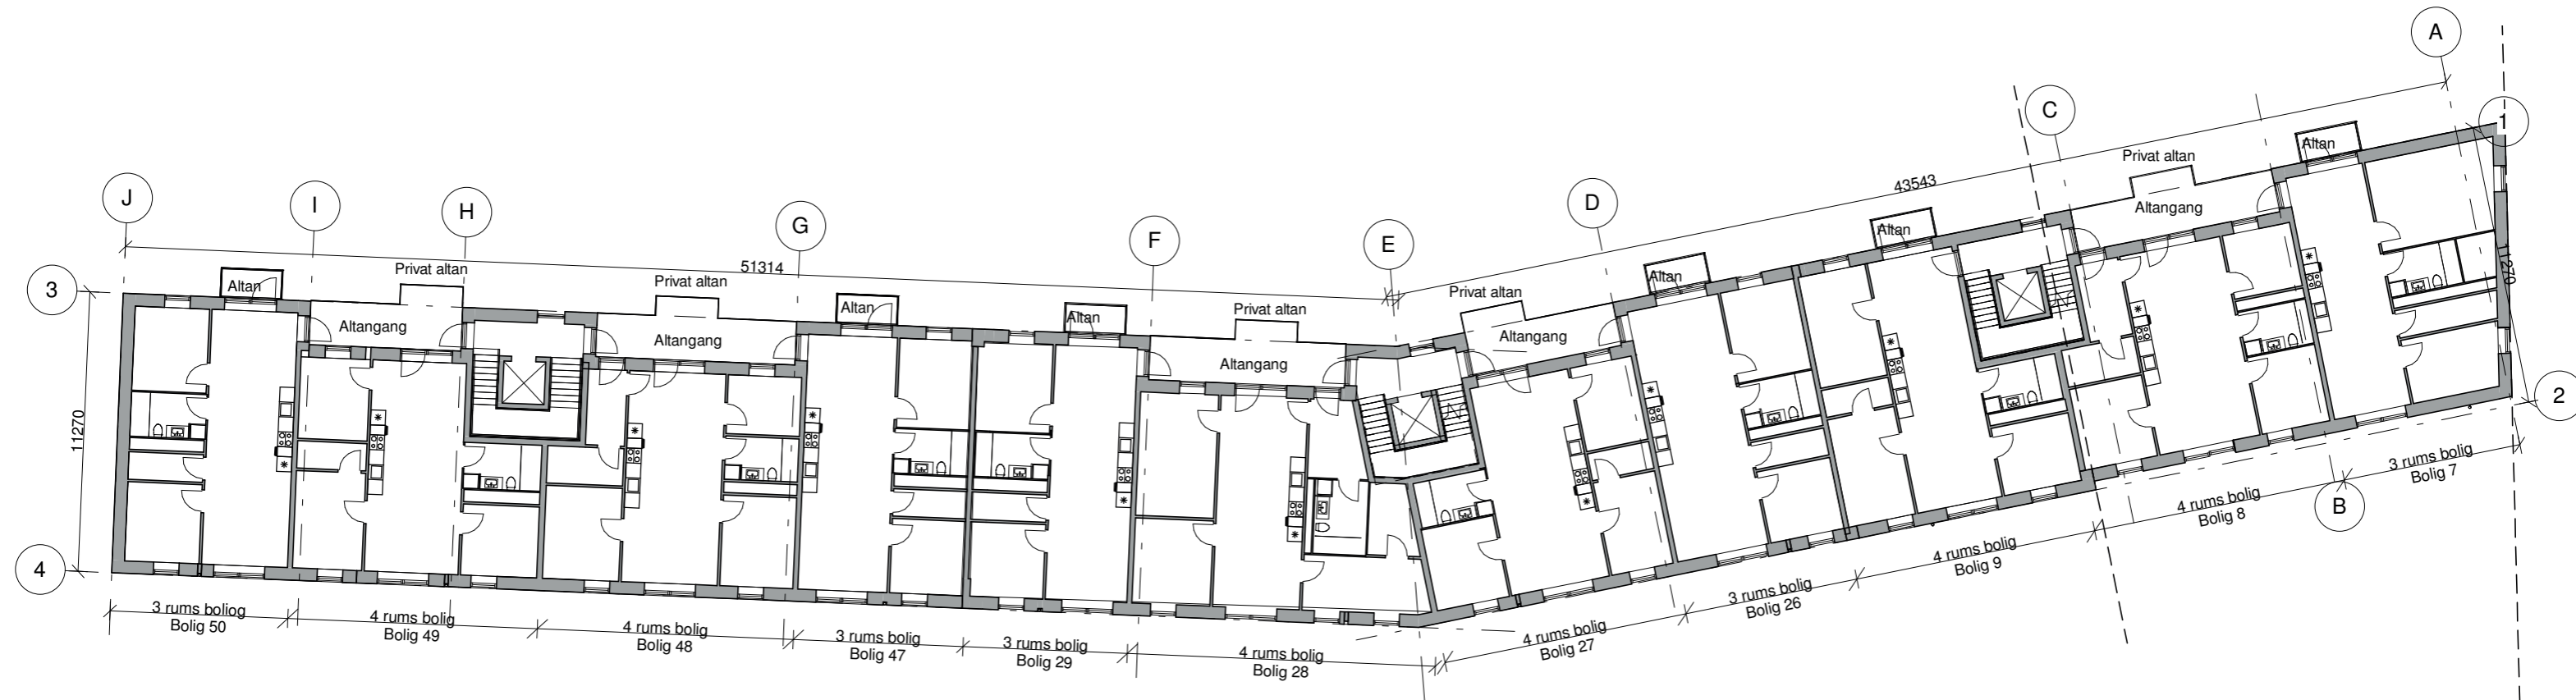 A
C
1
Altan
Privat altan
43543
Altangang
J
I
H
D
G
F
E
Altan
11270
Privat altan
Privat altan
51314
Altan
3
Altan
Altangang
Altangang
Altan
Altan
Privat altan
Altangang
Privat altan
Altangang
2
11270
4
3 rums boliog
Bolig 50
4 rums bolig
Bolig 49
4 rums bolig
Bolig 48
3 rums bolig
Bolig 47
3 rums bolig
Bolig 29
4 rums bolig
Bolig 28
4 rums bolig
Bolig 27
3 rums bolig
Bolig 26
4 rums bolig
Bolig 9
4 rums bolig
Bolig 8
B
3 rums bolig
Bolig 7